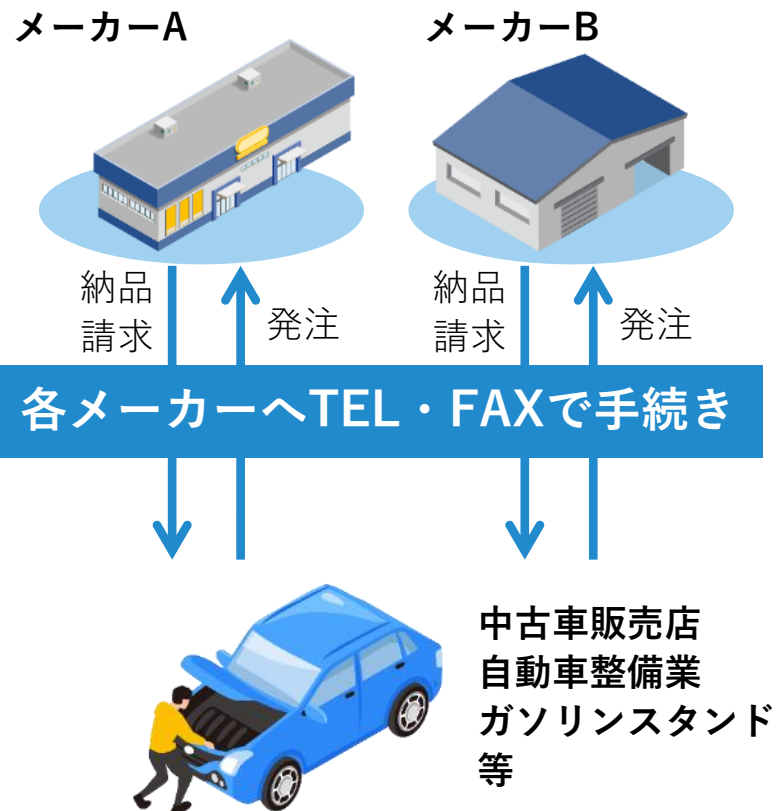 メーカーA
メーカーB
納品
請求
発注
納品
請求
発注
各メーカーへTEL・FAXで手続き
中古車販売店
自動車整備業
ガソリンスタンド
等